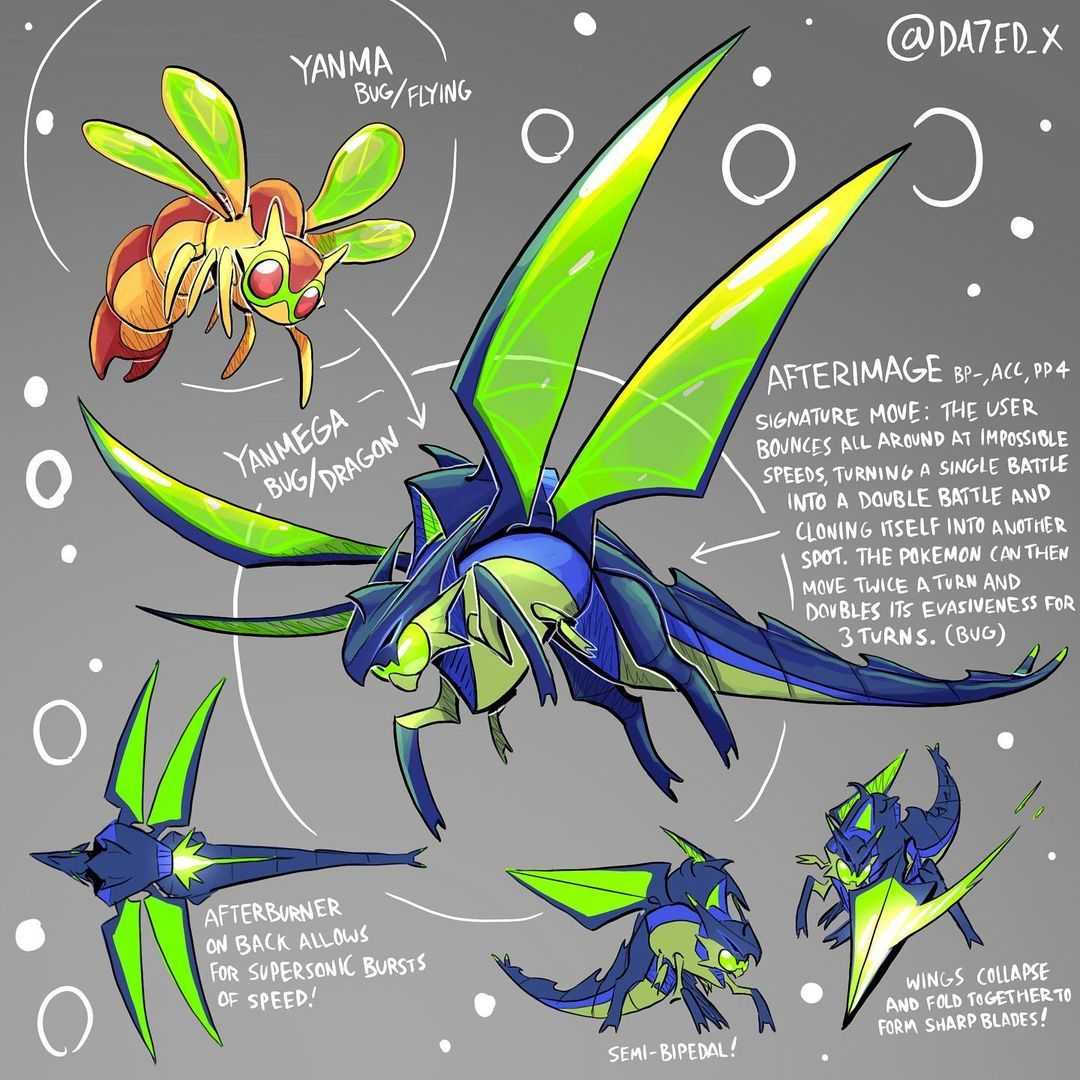 @DA7ED_X
YANMA
BUG/FLYING
YANMEGA
BUG/DRAGON
AFTERIMAGE BP-, ACC, PP4
SIGNATURE MOVE: THE USER
BOUNCES ALL AROUND AT IMPOSSIBLE
SPEEDS, TURNING A SINGLE BATTLE
INTO A DOUBLE BATTLE AND
CLONING ITSELF INTO ANOTHER
SPOT. THE POKEMON CAN THEN
MOVE TWICE A TURN AND
DOUBLES ITS EVASIVENESS FOR
3 TURNS. (BUG)
AFTERBURNER
ON BACK ALLOWS
FOR SUPERSONIC BURSTS
OF SPEED!
SEMI-BIPEDAL!
WINGS COLLAPSE
AND FOLD TOGETHER TO
FORM SHARP BLADES!